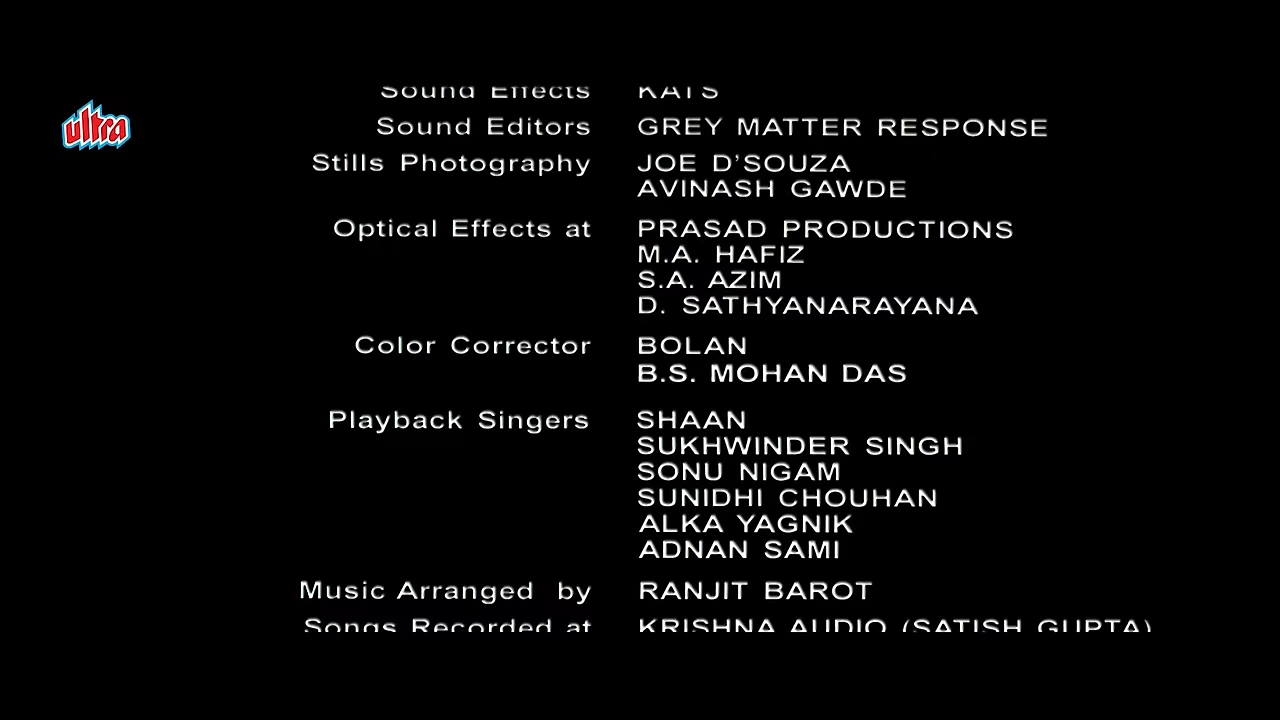 ultra
Sound Effects KATS
Sound Editors GREY MATTER RESPONSE
Stills Photography JOE D'SOUZA
AVINASH GAWDE
Optical Effects at PRASAD PRODUCTIONS
M.A. HAFIZ
S.A. AZIM
D. SATHYANARAYANA
Color Corrector BOLAN
B.S. MOHAN DAS
Playback Singers SHAAN
SUKHWINDER SINGH
SONU NIGAM
SUNIDHI CHOUHAN
ALKA YAGNIK
ADNAN SAMI
Music Arranged by RANJIT BAROT
Songs Recorded at KRISHNA AUDIO (SATISH GUPTA)